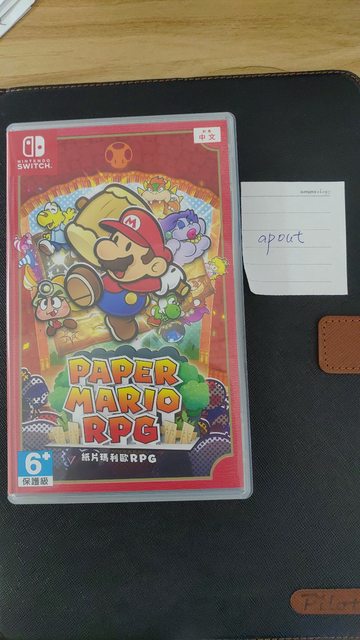 NINTENDO
SWITCH
中文
apout
PAPER
MARIO
RPG
紙片瑪利歐RPG
6+
保護級
Pilot